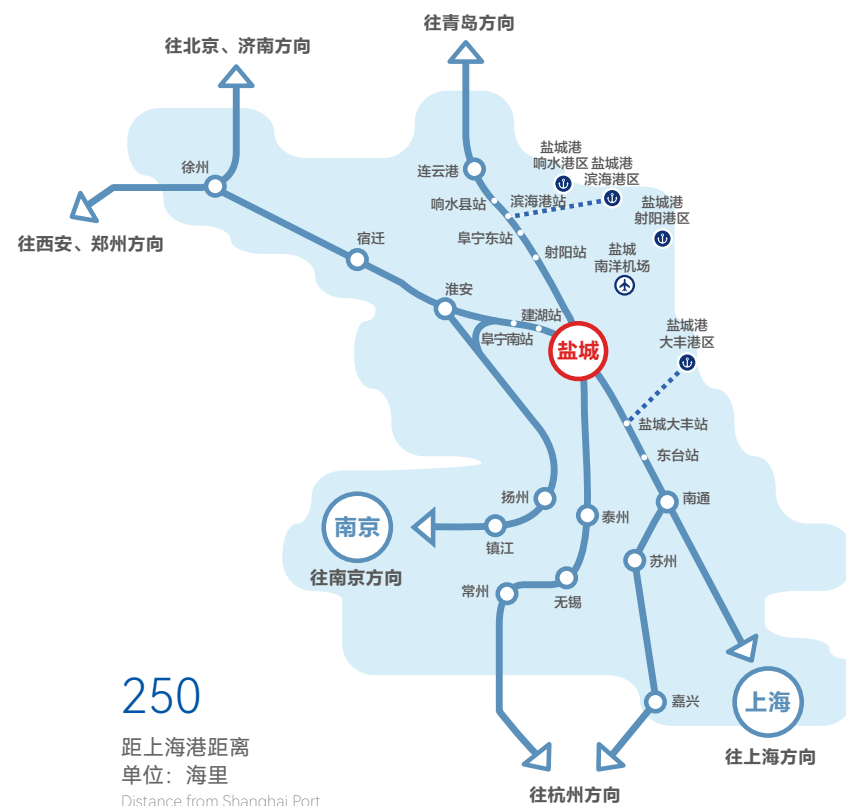 往青岛方向
往北京、济南方向
盐城港
响水港区
盐城港
滨海港区
徐州
连云港
响水县站
滨海港站
盐城港
射阳港区
往西安、郑州方向
宿迁
阜宁东站
射阳站
盐城
南洋机场
淮安
建湖站
阜宁南站
盐城
盐城港
大丰港区
盐城大丰站
东台站
扬州
南通
南京
镇江
泰州
往南京方向
苏州
常州
无锡
250
嘉兴
上海
距上海港距离
单位：海里
Distance from Shanghai Port
往上海方向
往杭州方向